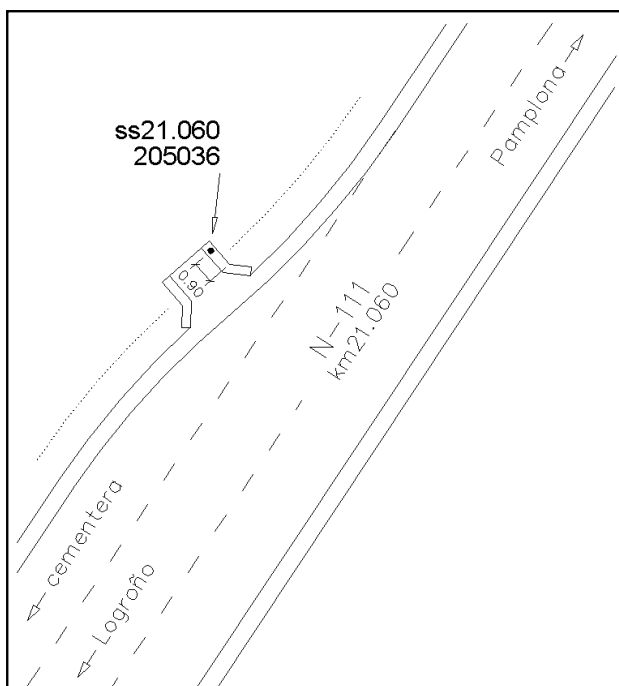 ss21.060
205036
Pamplona
0.90
N-111
km21.060
cementera
Logroño